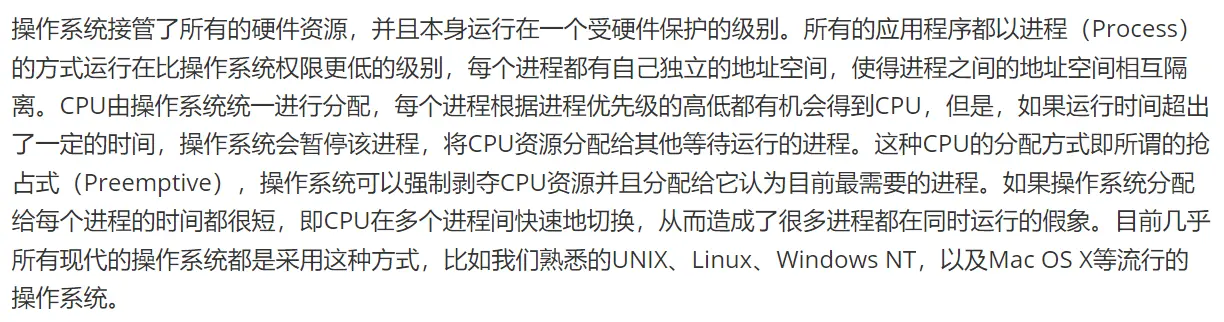 操作系统接管了所有的硬件资源，并且本身运行在一个受硬件保护的级别。所有的应用程序都以进程（Process）
的方式运行在比操作系统权限更低的级别，每个进程都有自己独立的地址空间，使得进程之间的地址空间相互隔
离。CPU由操作系统统一进行分配，每个进程根据进程优先级的高低都有机会得到CPU，但是，如果运行时间超出
了一定的时间，操作系统会暂停该进程，将CPU资源分配给其他等待运行的进程。这种CPU的分配方式即所谓的抢
占式（Preemptive），操作系统可以强制剥夺CPU资源并且分配给它认为目前最需要的进程。如果操作系统分配
给每个进程的时间都很短，即CPU在多个进程间快速地切换，从而造成了很多进程都在同时运行的假象。目前几乎
所有现代的操作系统都是采用这种方式，比如我们熟悉的UNIX、Linux、Windows NT，以及Mac OS X等流行的
操作系统。